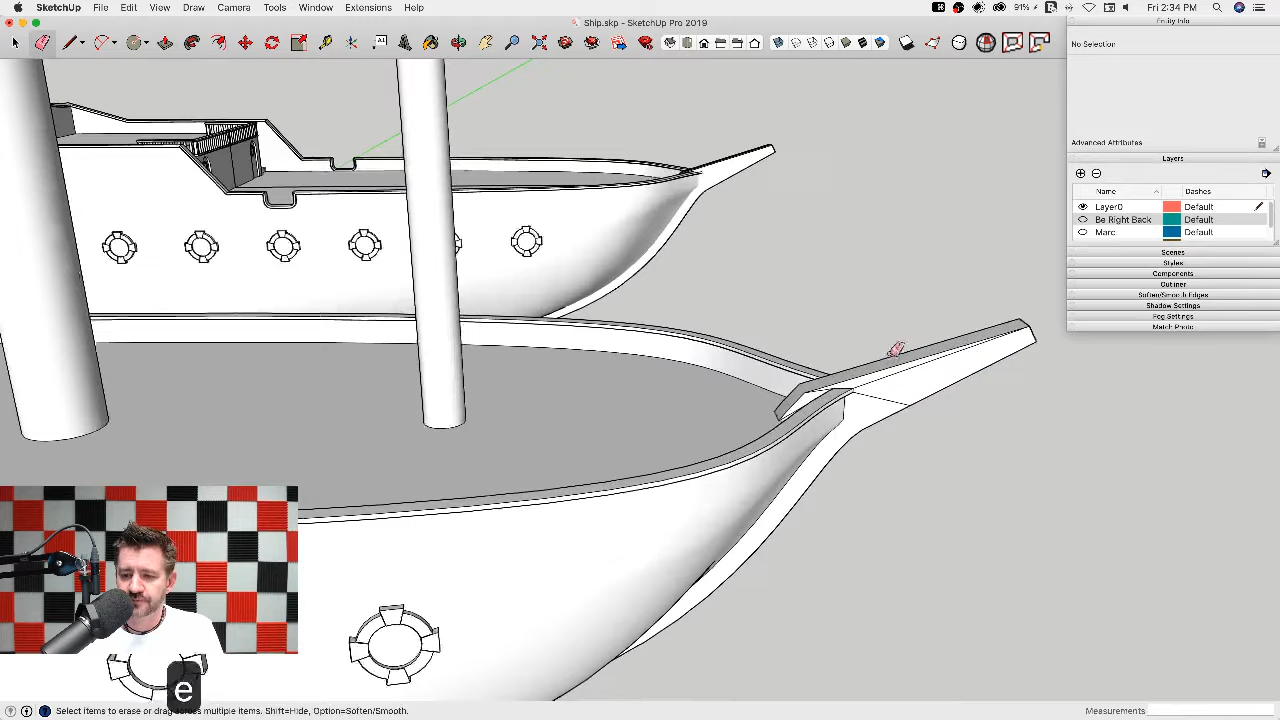 SketchUp File Edit View Draw Camera Tools Window Extensions Help 91% Fri 2:34 PM
Ship.skp - SketchUp Pro 2019
Entity Info
No Selection
Advanced Attributes
Layers
Name Dashes
Layer0 Default
Be Right Back Default
Marc Default
Scenes
Styles
Components
Outliner
Soften/Smooth Edges
Shadow Settings
Fog Settings
Match Photo
e
Select items to erase or drag across multiple items. Shift=Hide, Option=Soften/Smooth. Measurements